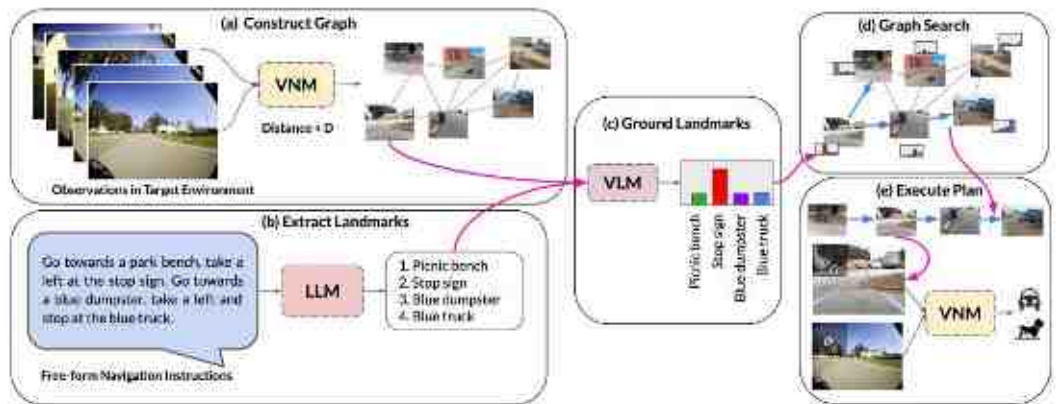 (a) Construct Graph
VNM
Distance + D
Observations in Target Environment
(b) Extract Landmarks
Go towards a park bench, take a
left at the stop sign. Go towards
a blue dumpster, take a left and
stop at the blue truck.
LLM
1. Picnic bench
2. Stop sign
3. Blue dumpster
4. Blue truck
Free-form Navigation Instructions
(c) Ground Landmarks
VLM
Picnic bench
Stop sign
Blue dumpster
Blue truck
(d) Graph Search
(e) Execute Plan
VNM